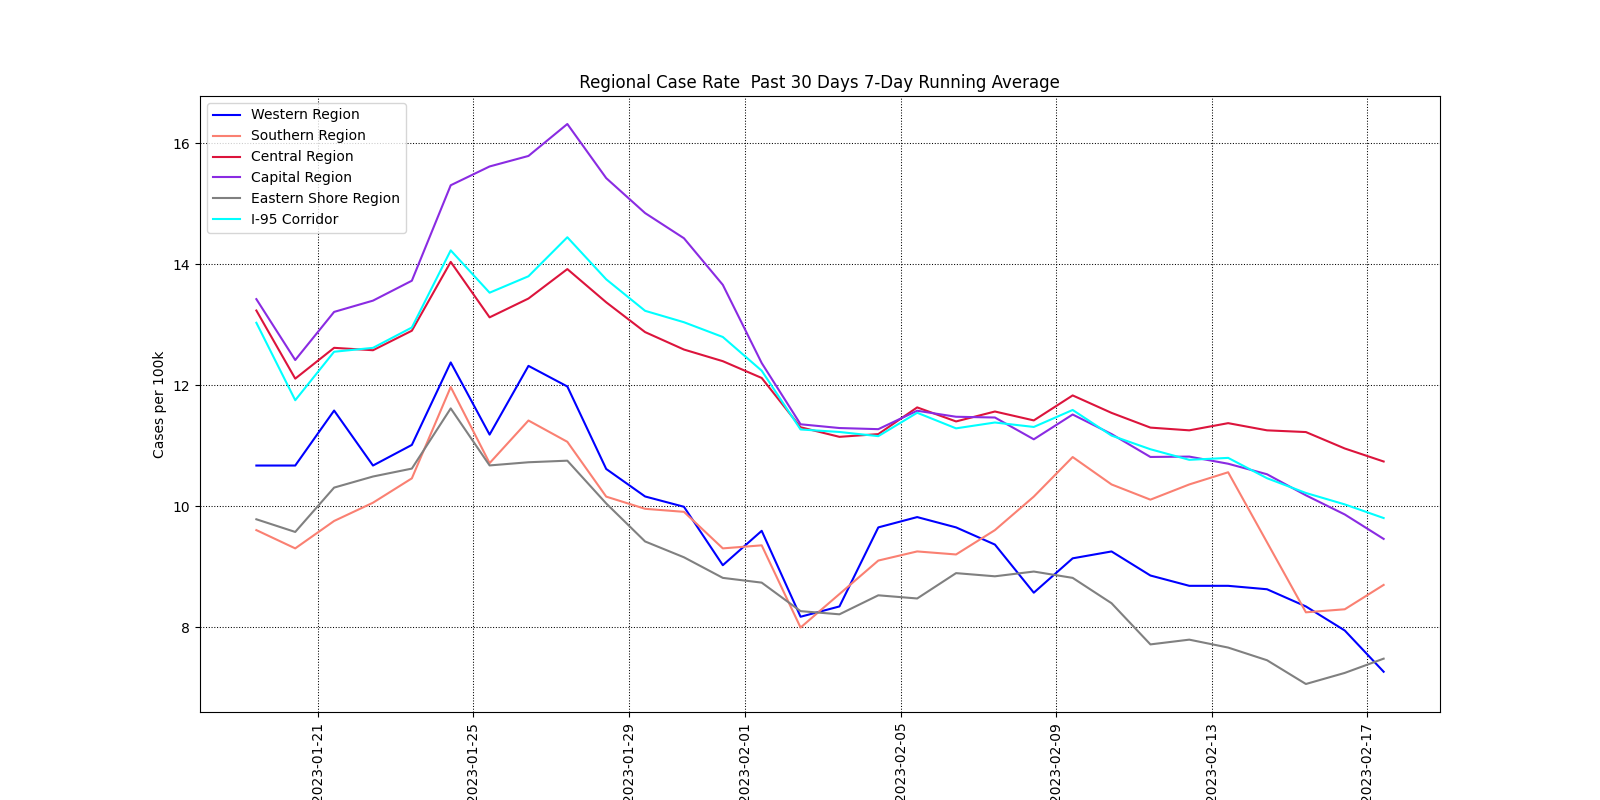 Regional Case Rate  Past 30 Days 7-Day Running Average
Western Region
Southern Region
Central Region
Capital Region
Eastern Shore Region
I-95 Corridor
Cases per 100k
16
14
12
10
8
2023-01-21
2023-01-25
2023-01-29
2023-02-01
2023-02-05
2023-02-09
2023-02-13
2023-02-17